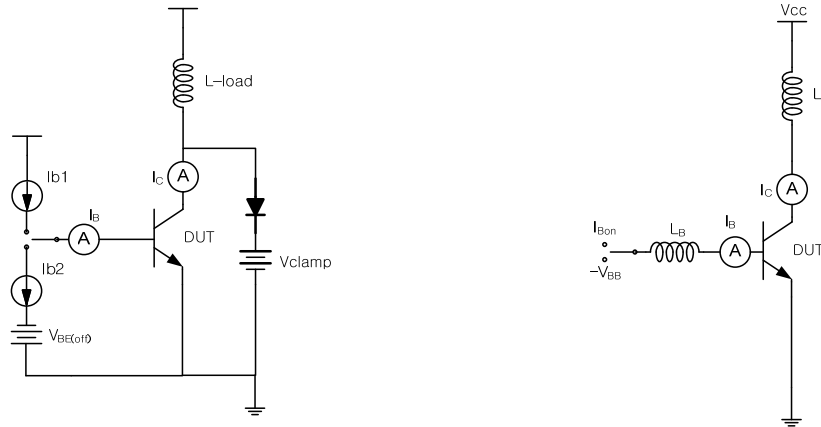 L-load
Ib1
IC
A
IB
A
DUT
Ib2
Vclamp
VBE(off)
Vcc
L
IC
A
IBon
LB
IB
A
DUT
-VBB